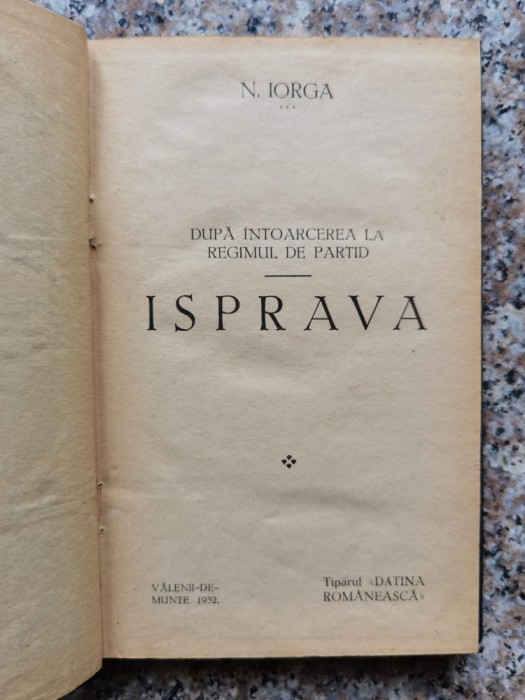 N. IORGA
DUPĂ ÎNTOARCEREA LA
REGIMUL DE PARTID
ISPRAVA
VĂLENII-DE-
MUNTE. 1932.
Tiparul «DATINA
ROMÂNEASCĂ»